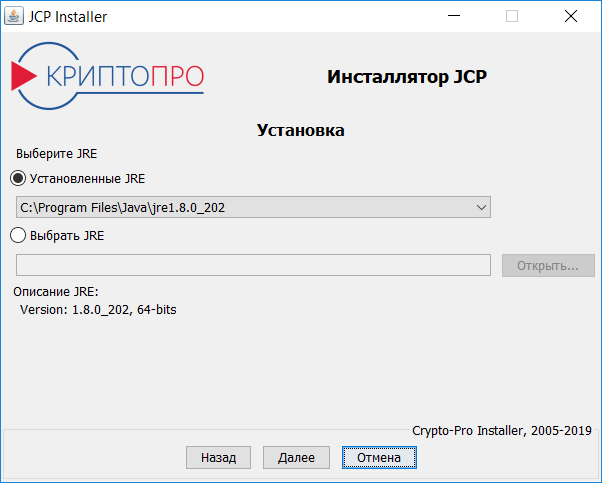 JCP Installer
КРИПТОПРО
Инсталлятор JCP
Установка
Выберите JRE
Установленные JRE
C:\Program Files\Java\jre1.8.0_202
Выбрать JRE
Открыть...
Описание JRE:
Version: 1.8.0_202, 64-bits
Crypto-Pro Installer, 2005-2019
Назад
Далее
Отмена